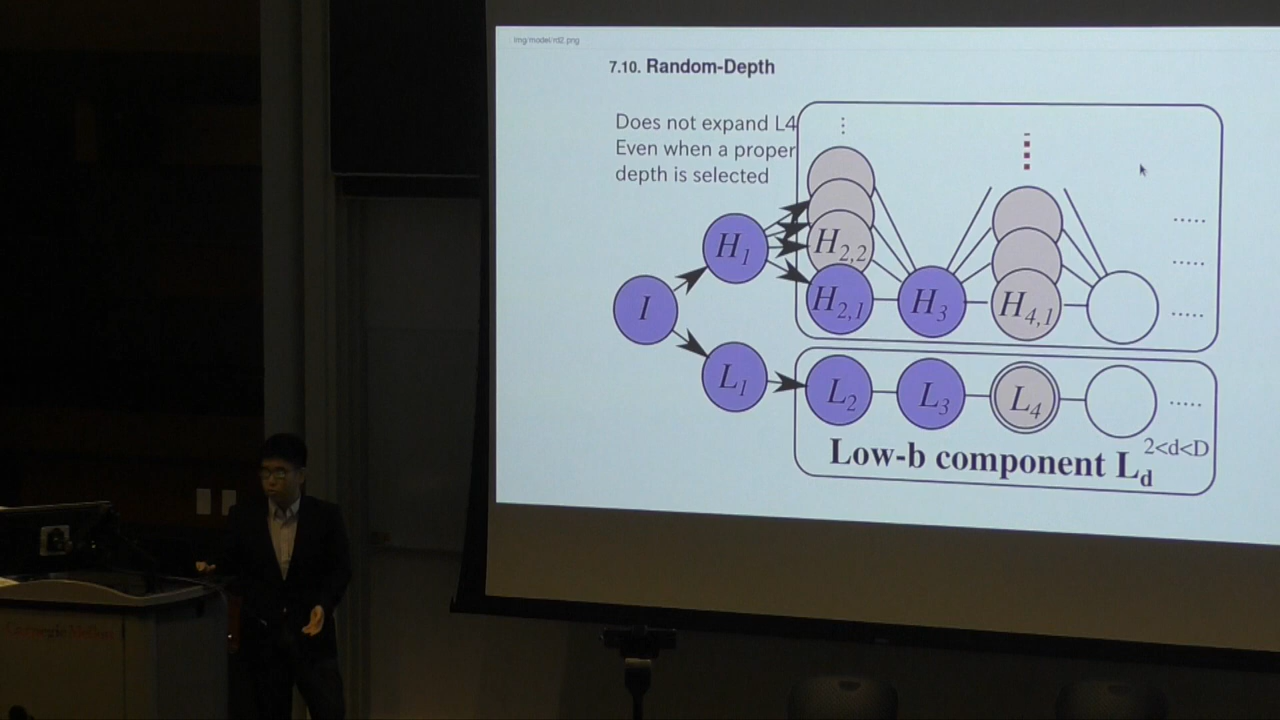 img/model/rd2.png
7.10. Random-Depth
Does not expand L4
Even when a proper
depth is selected
⋮
H2,2
H1
I
H2,1
H3
H4,1
.....
.....
.....
L1
L2
L3
L4
.....
Low-b component Ld
2<d<D